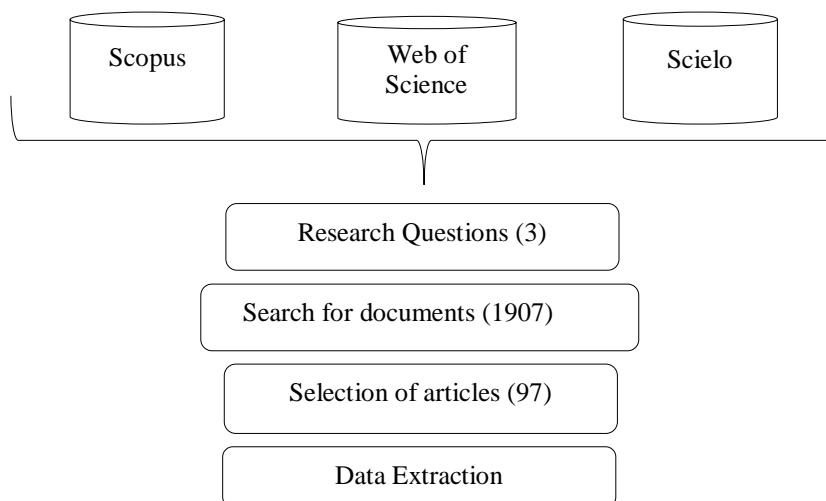 Scopus
Web of
Science
Scielo
Research Questions (3)
Search for documents (1907)
Selection of articles (97)
Data Extraction